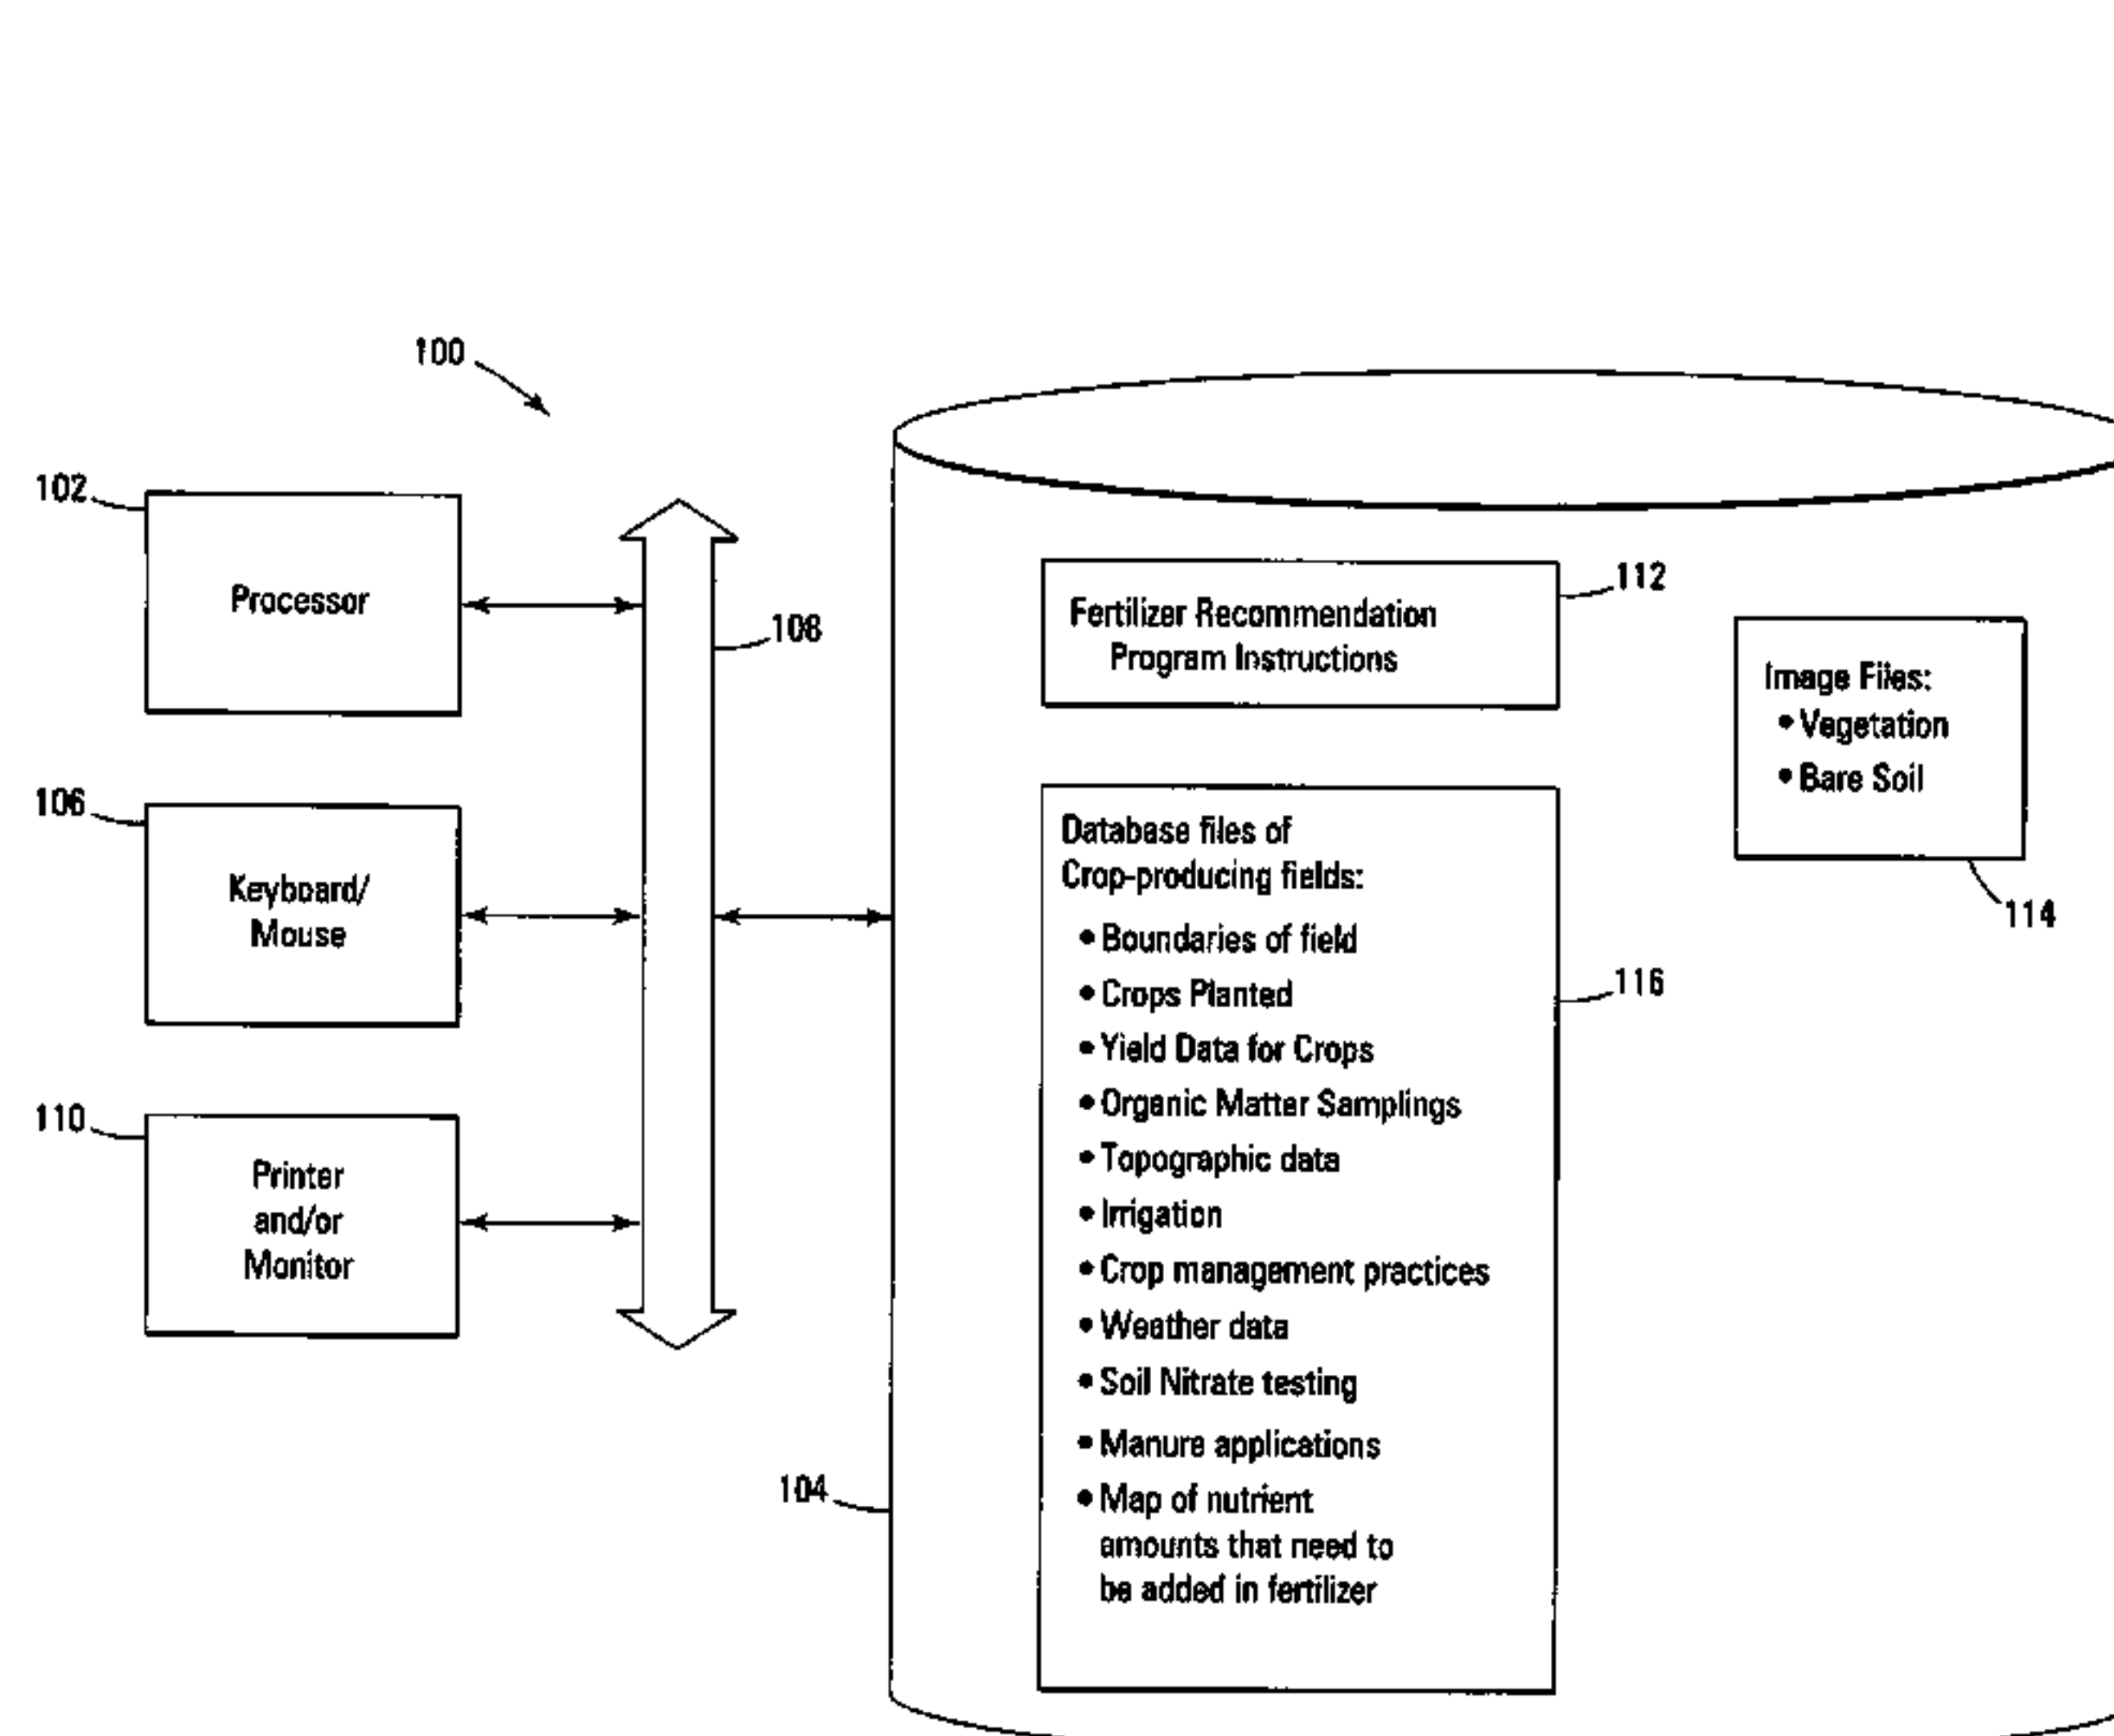 100
102
Processor
108
106
Keyboard/
Mouse
110
Printer
and/or
Monitor
104
112
Fertilizer Recommendation
Program Instructions
Image Files:
• Vegetation
• Bare Soil
114
116
Database files of
Crop-producing fields:
• Boundaries of field
• Crops Planted
• Yield Data for Crops
• Organic Matter Samplings
• Topographic data
• Irrigation
• Crop management practices
• Weather data
• Soil Nitrate testing
• Manure applications
• Map of nutrient
amounts that need to
be added in fertilizer